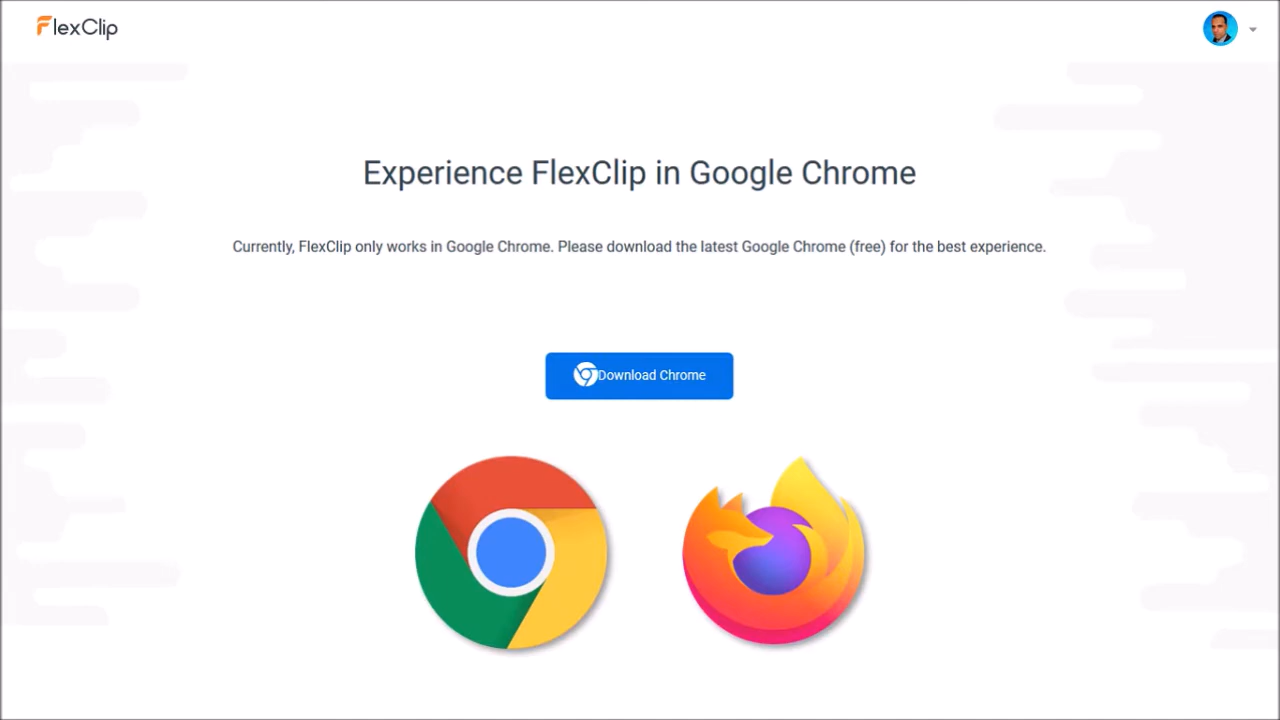 FlexClip
Experience FlexClip in Google Chrome
Currently, FlexClip only works in Google Chrome. Please download the latest Google Chrome (free) for the best experience.
Download Chrome